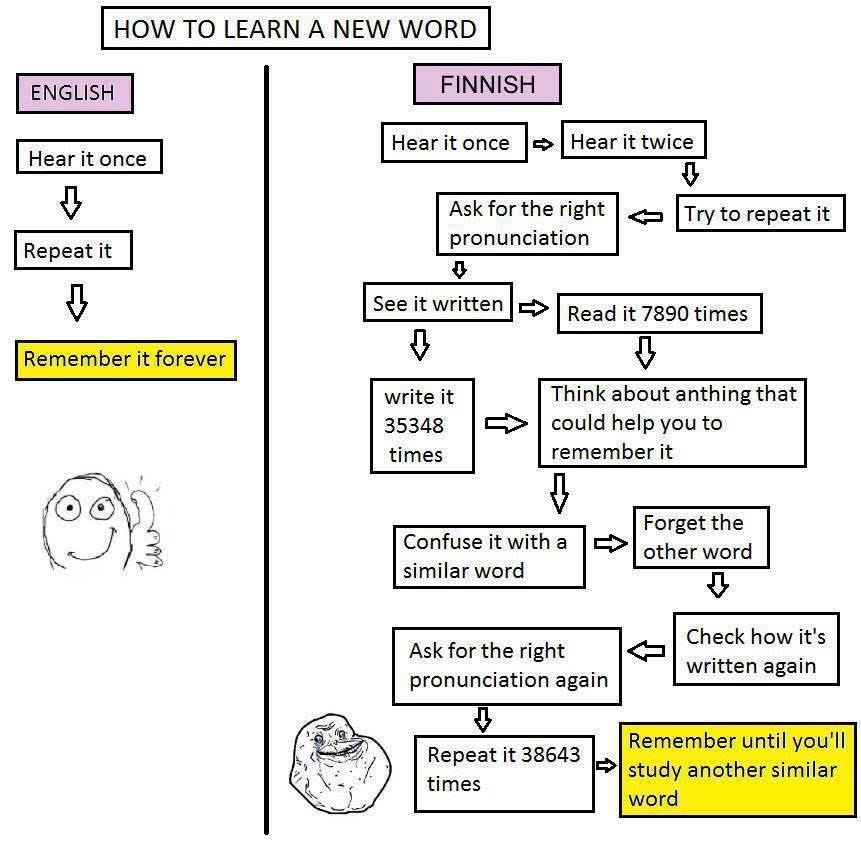 HOW TO LEARN A NEW WORD
ENGLISH
Hear it once
Repeat it
Remember it forever
FINNISH
Hear it once
Hear it twice
Try to repeat it
Ask for the right
pronunciation
See it written
Read it 7890 times
write it
35348
times
Think about anthing that
could help you to
remember it
Confuse it with a
similar word
Forget the
other word
Check how it's
written again
Ask for the right
pronunciation again
Repeat it 38643
times
Remember until you'll
study another similar
word